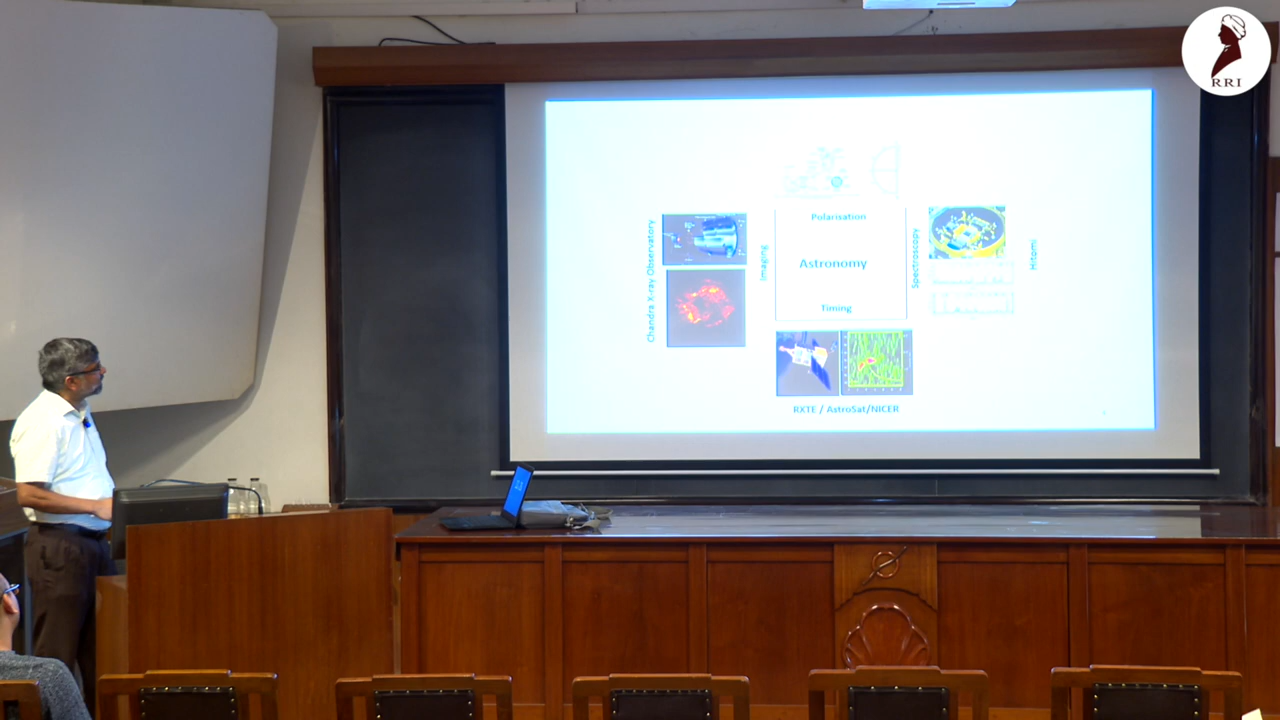 RRI
Polarisation
Chandra X-ray Observatory
Imaging
Astronomy
Spectroscopy
Hitomi
Timing
RXTE / AstroSat/NICER